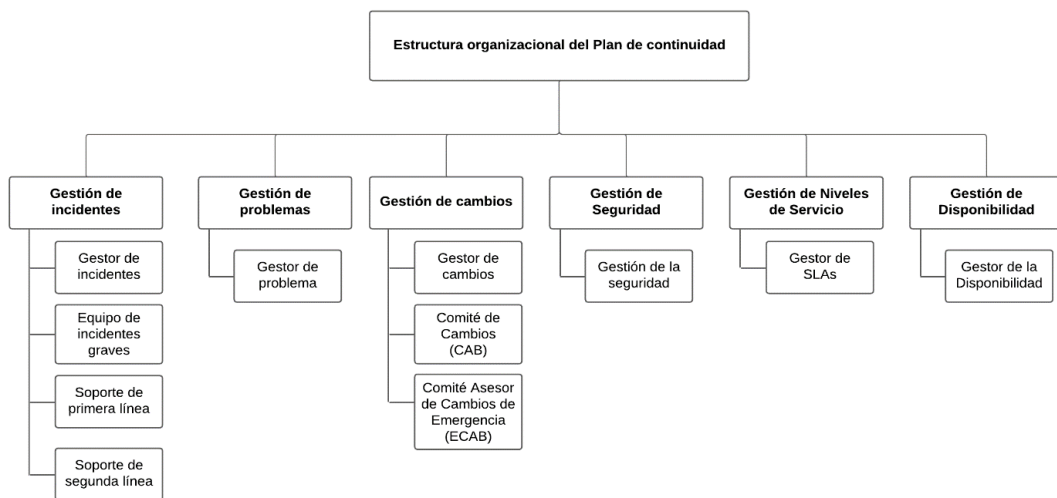 Estructura organizacional del Plan de continuidad
Gestión de
incidentes
Gestor de
incidentes
Equipo de
incidentes
graves
Soporte de
primera línea
Soporte de
segunda línea
Gestión de
problemas
Gestor de
problema
Gestión de cambios
Gestor de
cambios
Comité de
Cambios
(CAB)
Comité Asesor
de Cambios de
Emergencia
(ECAB)
Gestión de
Seguridad
Gestión de la
seguridad
Gestión de Niveles
de Servicio
Gestor de
SLAs
Gestión de
Disponibilidad
Gestor de la
Disponibilidad